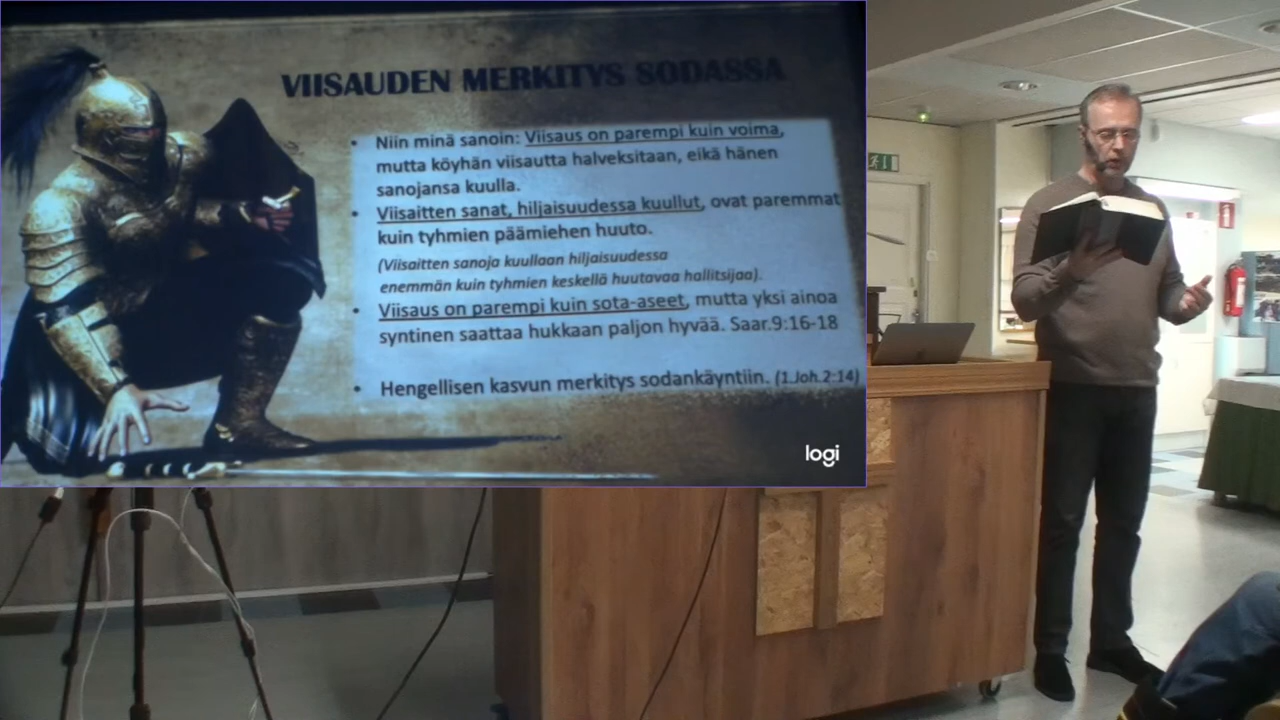 VIISAUDEN MERKITYS SODASSA
• Niin minä sanoin: Viisaus on parempi kuin voima,
mutta köyhän viisautta halveksitaan, eikä hänen
sanojansa kuulla.
• Viisaitten sanat, hiljaisuudessa kuullut, ovat paremmat
kuin tyhmien päämiehen huuto.
(Viisaitten sanoja kuullaan hiljaisuudessa
enemmän kuin tyhmien keskellä huutavaa hallitsijaa).
• Viisaus on parempi kuin sota-aseet, mutta yksi ainoa
syntinen saattaa hukkaan paljon hyvää. Saar.9:16-18
• Hengellisen kasvun merkitys sodankäyntiin. (1.Joh.2:14)
logi